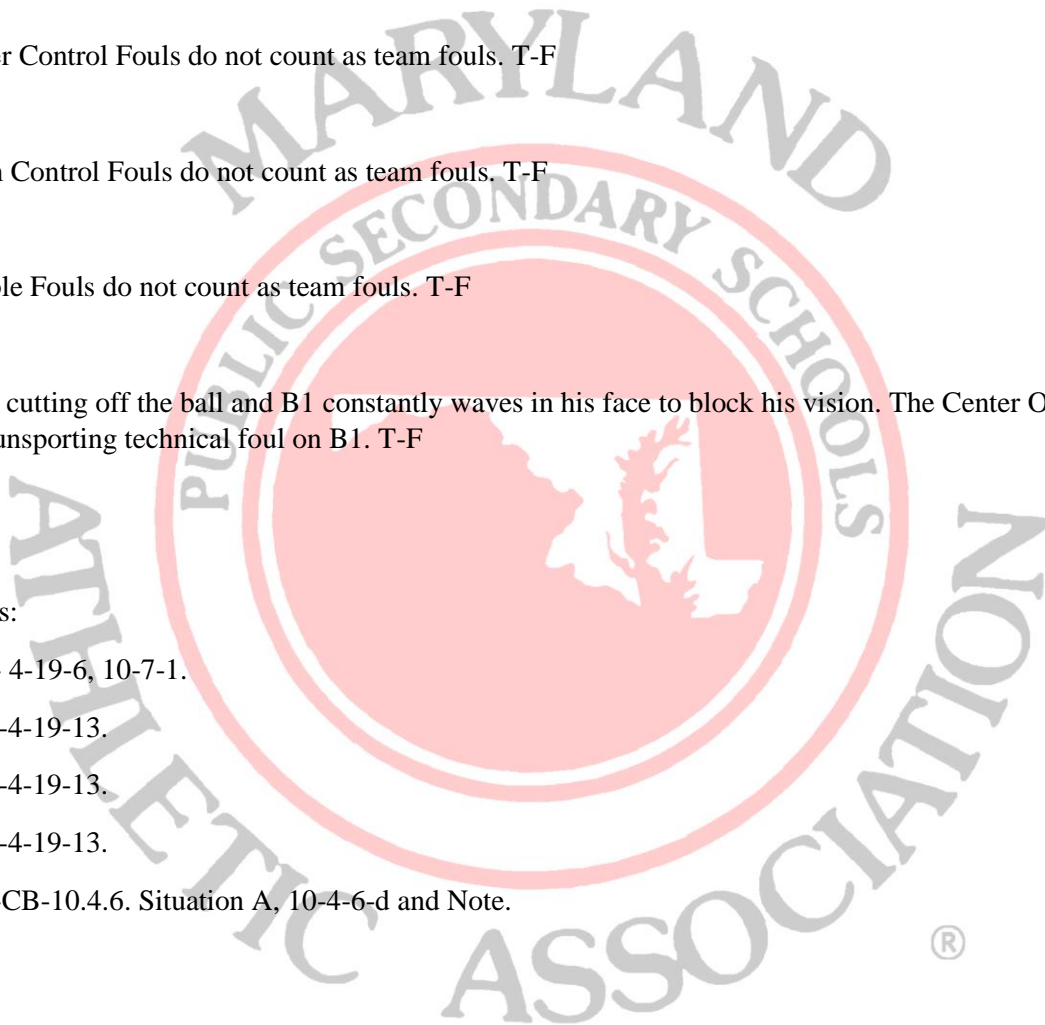 er Control Fouls do not count as team fouls. T-F
n Control Fouls do not count as team fouls. T-F
ble Fouls do not count as team fouls. T-F
cutting off the ball and B1 constantly waves in his face to block his vision. The Center O
unsporting technical foul on B1. T-F
s:
4-19-6, 10-7-1.
-4-19-13.
-4-19-13.
-4-19-13.
-CB-10.4.6. Situation A, 10-4-6-d and Note.
MARYLAND
PUBLIC SECONDARY SCHOOLS
ATHLETIC ASSOCIATION
®